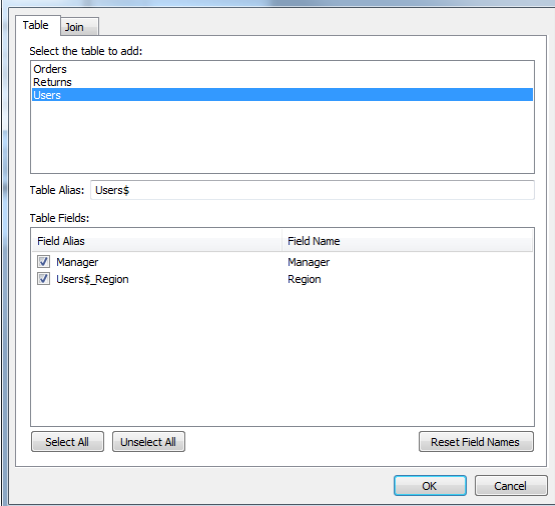 Table Join
Select the table to add:
Orders
Returns
Users
Table Alias: Users$
Table Fields:
Field Alias Field Name
Manager Manager
Users$_Region Region
Select All Unselect All Reset Field Names
OK Cancel